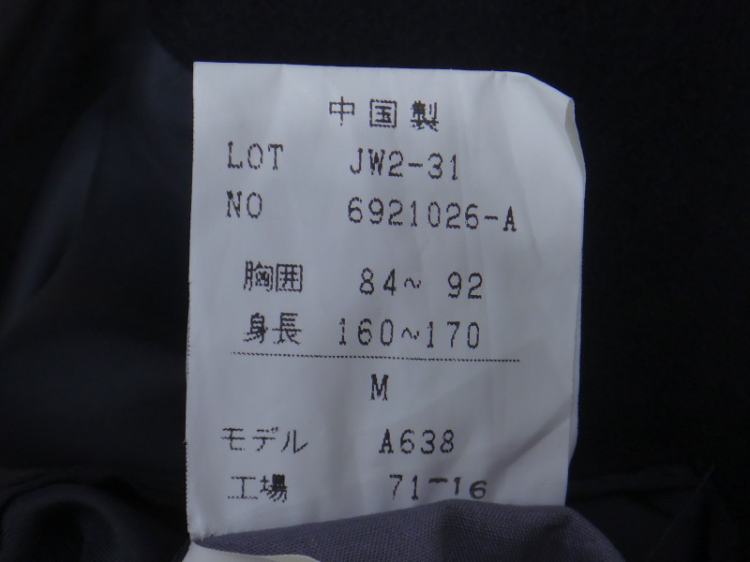 中国製
LOT JW2-31
NO 6921026-A
胸囲 84~ 92
身長 160~170
M
モデル A638
工場 71-16